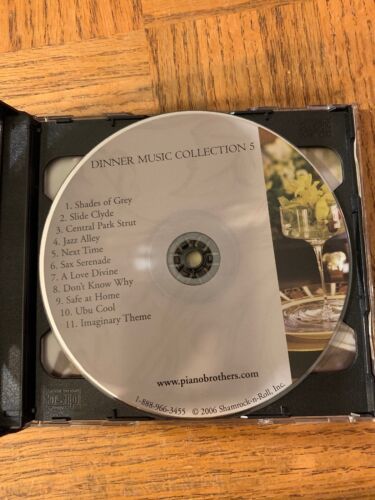 DINNER MUSIC COLLECTION 5
1. Shades of Grey
2. Slide Clyde
3. Central Park Strut
4. Jazz Alley
5. Next Time
6. Sax Serenade
7. A Love Divine
8. Don't Know Why
9. Safe at Home
10. Ubu Cool
11. Imaginary Theme
www.pianobrothers.com
1-888-966-3455 © 2006 Shamrock-n-Roll, Inc.